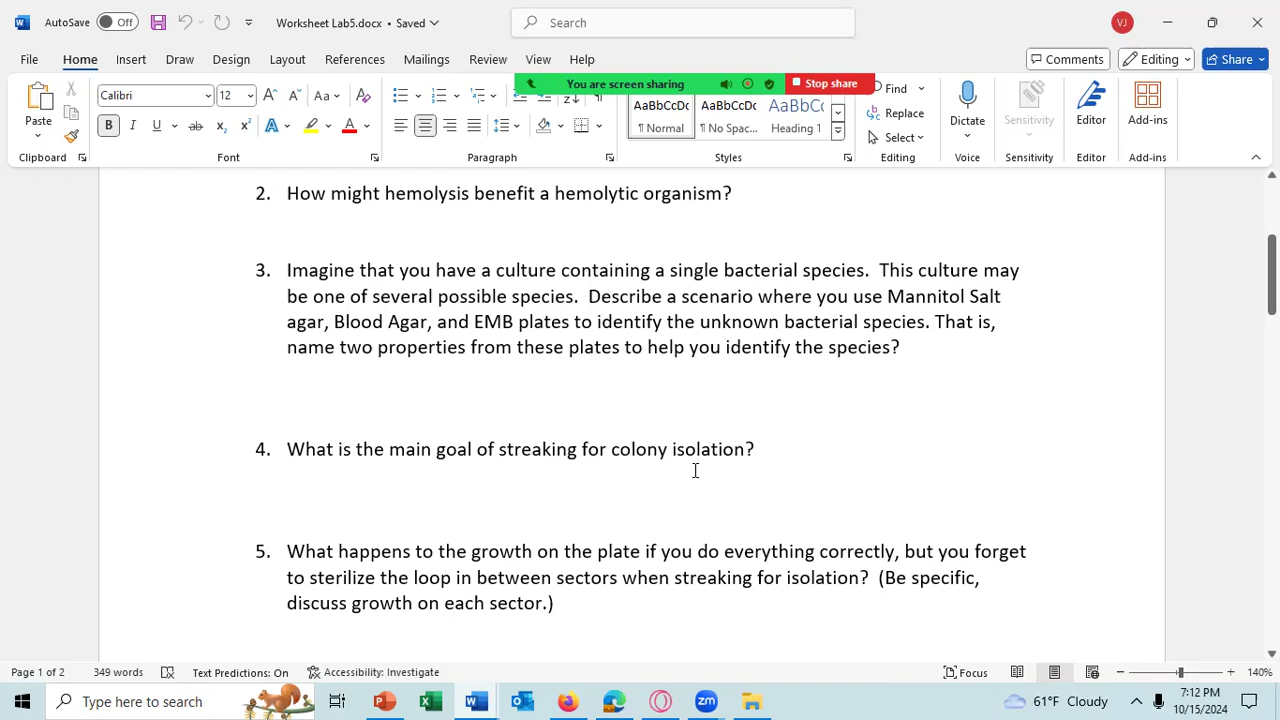 AutoSave Off Worksheet Lab5.docx • Saved Search VJ
File Home Insert Draw Design Layout References Mailings Review View Help Comments Editing Share
You are screen sharing Stop share
Paste Calibri 12 Aa AaBbCcDc AaBbCcDc AaBbCc Find Replace Select Dictate Sensitivity Editor Add-ins
B I U ab x₂ x² A A ¶ Normal ¶ No Spac... Heading 1
Clipboard Font Paragraph Styles Editing Voice Sensitivity Editor Add-ins
2. How might hemolysis benefit a hemolytic organism?
3. Imagine that you have a culture containing a single bacterial species. This culture may
be one of several possible species. Describe a scenario where you use Mannitol Salt
agar, Blood Agar, and EMB plates to identify the unknown bacterial species. That is,
name two properties from these plates to help you identify the species?
4. What is the main goal of streaking for colony isolation?
5. What happens to the growth on the plate if you do everything correctly, but you forget
to sterilize the loop in between sectors when streaking for isolation? (Be specific,
discuss growth on each sector.)
Page 1 of 2 349 words Text Predictions: On Accessibility: Investigate Focus 140%
Type here to search 61°F Cloudy 7:12 PM
10/15/2024